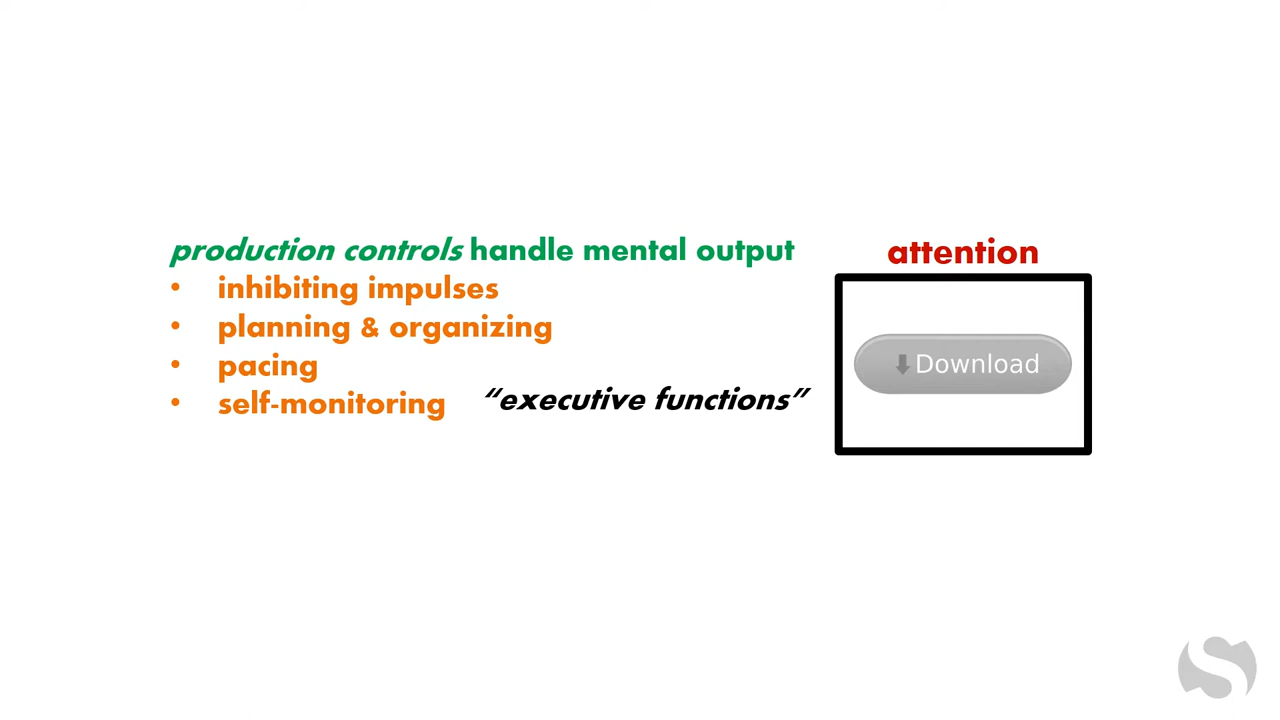 production controls handle mental output
• inhibiting impulses
• planning & organizing
• pacing
• self-monitoring
“executive functions”
attention
Download
S